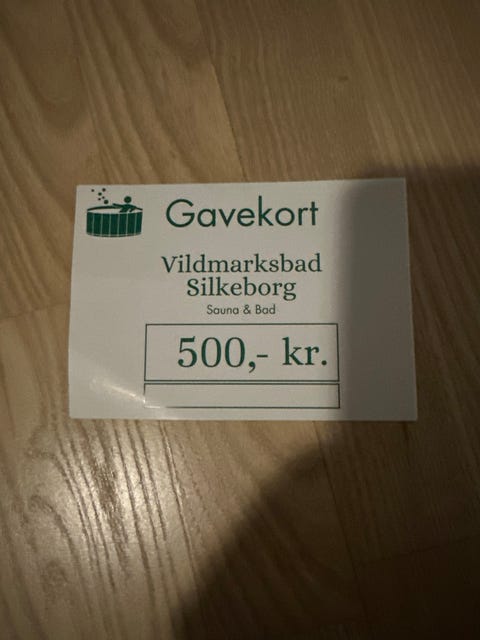 Gavekort
Vildmarksbad
Silkeborg
Sauna & Bad
500,- kr.